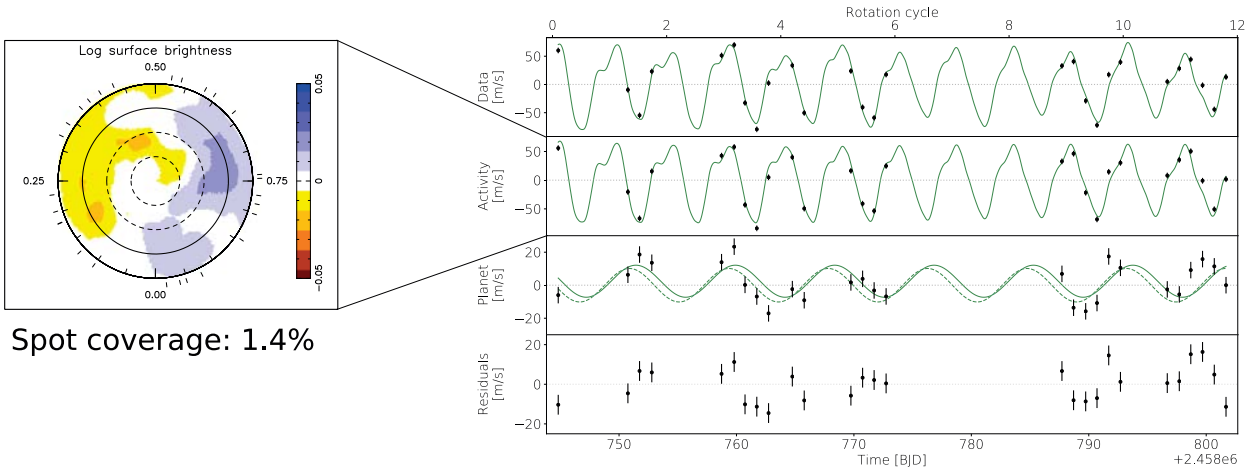 Log surface brightness
0.50
0.25
0.75
0.00
0.05
0
−0.05
Spot coverage: 1.4%
Rotation cycle
0 2 4 6 8 10 12
Data
[m/s]
50
0
−50
Activity
[m/s]
50
0
−50
Planet
[m/s]
20
0
−20
Residuals
[m/s]
20
0
−20
750 760 770 780 790 800
Time [BJD]
+2.458e6